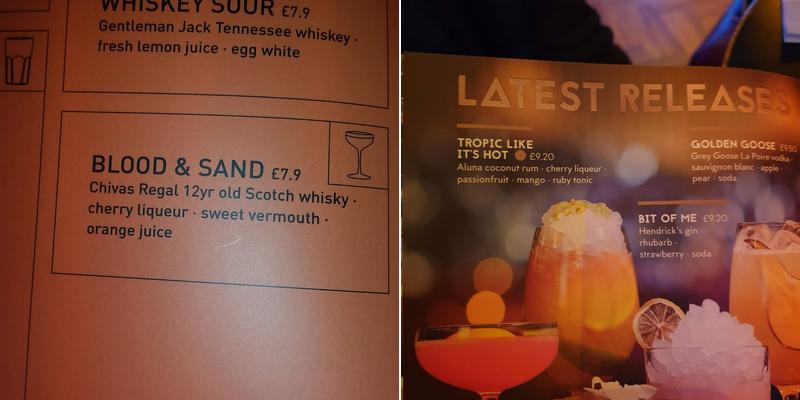 WHISKEY SOUR £7.9
Gentleman Jack Tennessee whiskey ·
fresh lemon juice · egg white
BLOOD & SAND £7.9
Chivas Regal 12yr old Scotch whisky ·
cherry liqueur · sweet vermouth ·
orange juice
LATEST RELEASES
TROPIC LIKE
IT'S HOT £9.20
Aluna coconut rum · cherry liqueur ·
passionfruit · mango · ruby tonic
GOLDEN GOOSE £9.50
Grey Goose La Poire vodka ·
sauvignon blanc · apple ·
pear · soda
BIT OF ME £9.20
Hendrick's gin ·
rhubarb ·
strawberry · soda